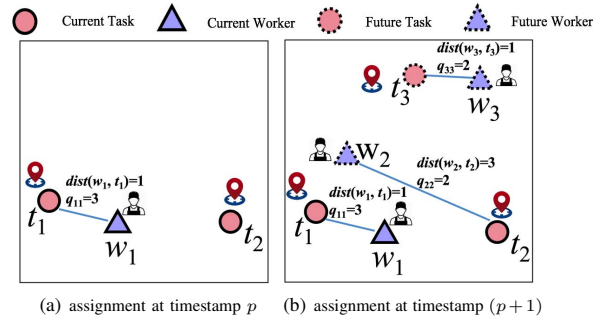 Current Task Current Worker Future Task Future Worker
dist(w₁, t₁)=1
q₁₁=3
t₁
w₁
t₂
dist(w₃, t₃)=1
q₃₃=2
t₃
w₃
w₂
dist(w₂, t₂)=3
q₂₂=2
dist(w₁, t₁)=1
q₁₁=3
t₁
w₁
t₂
(a) assignment at timestamp p (b) assignment at timestamp (p + 1)